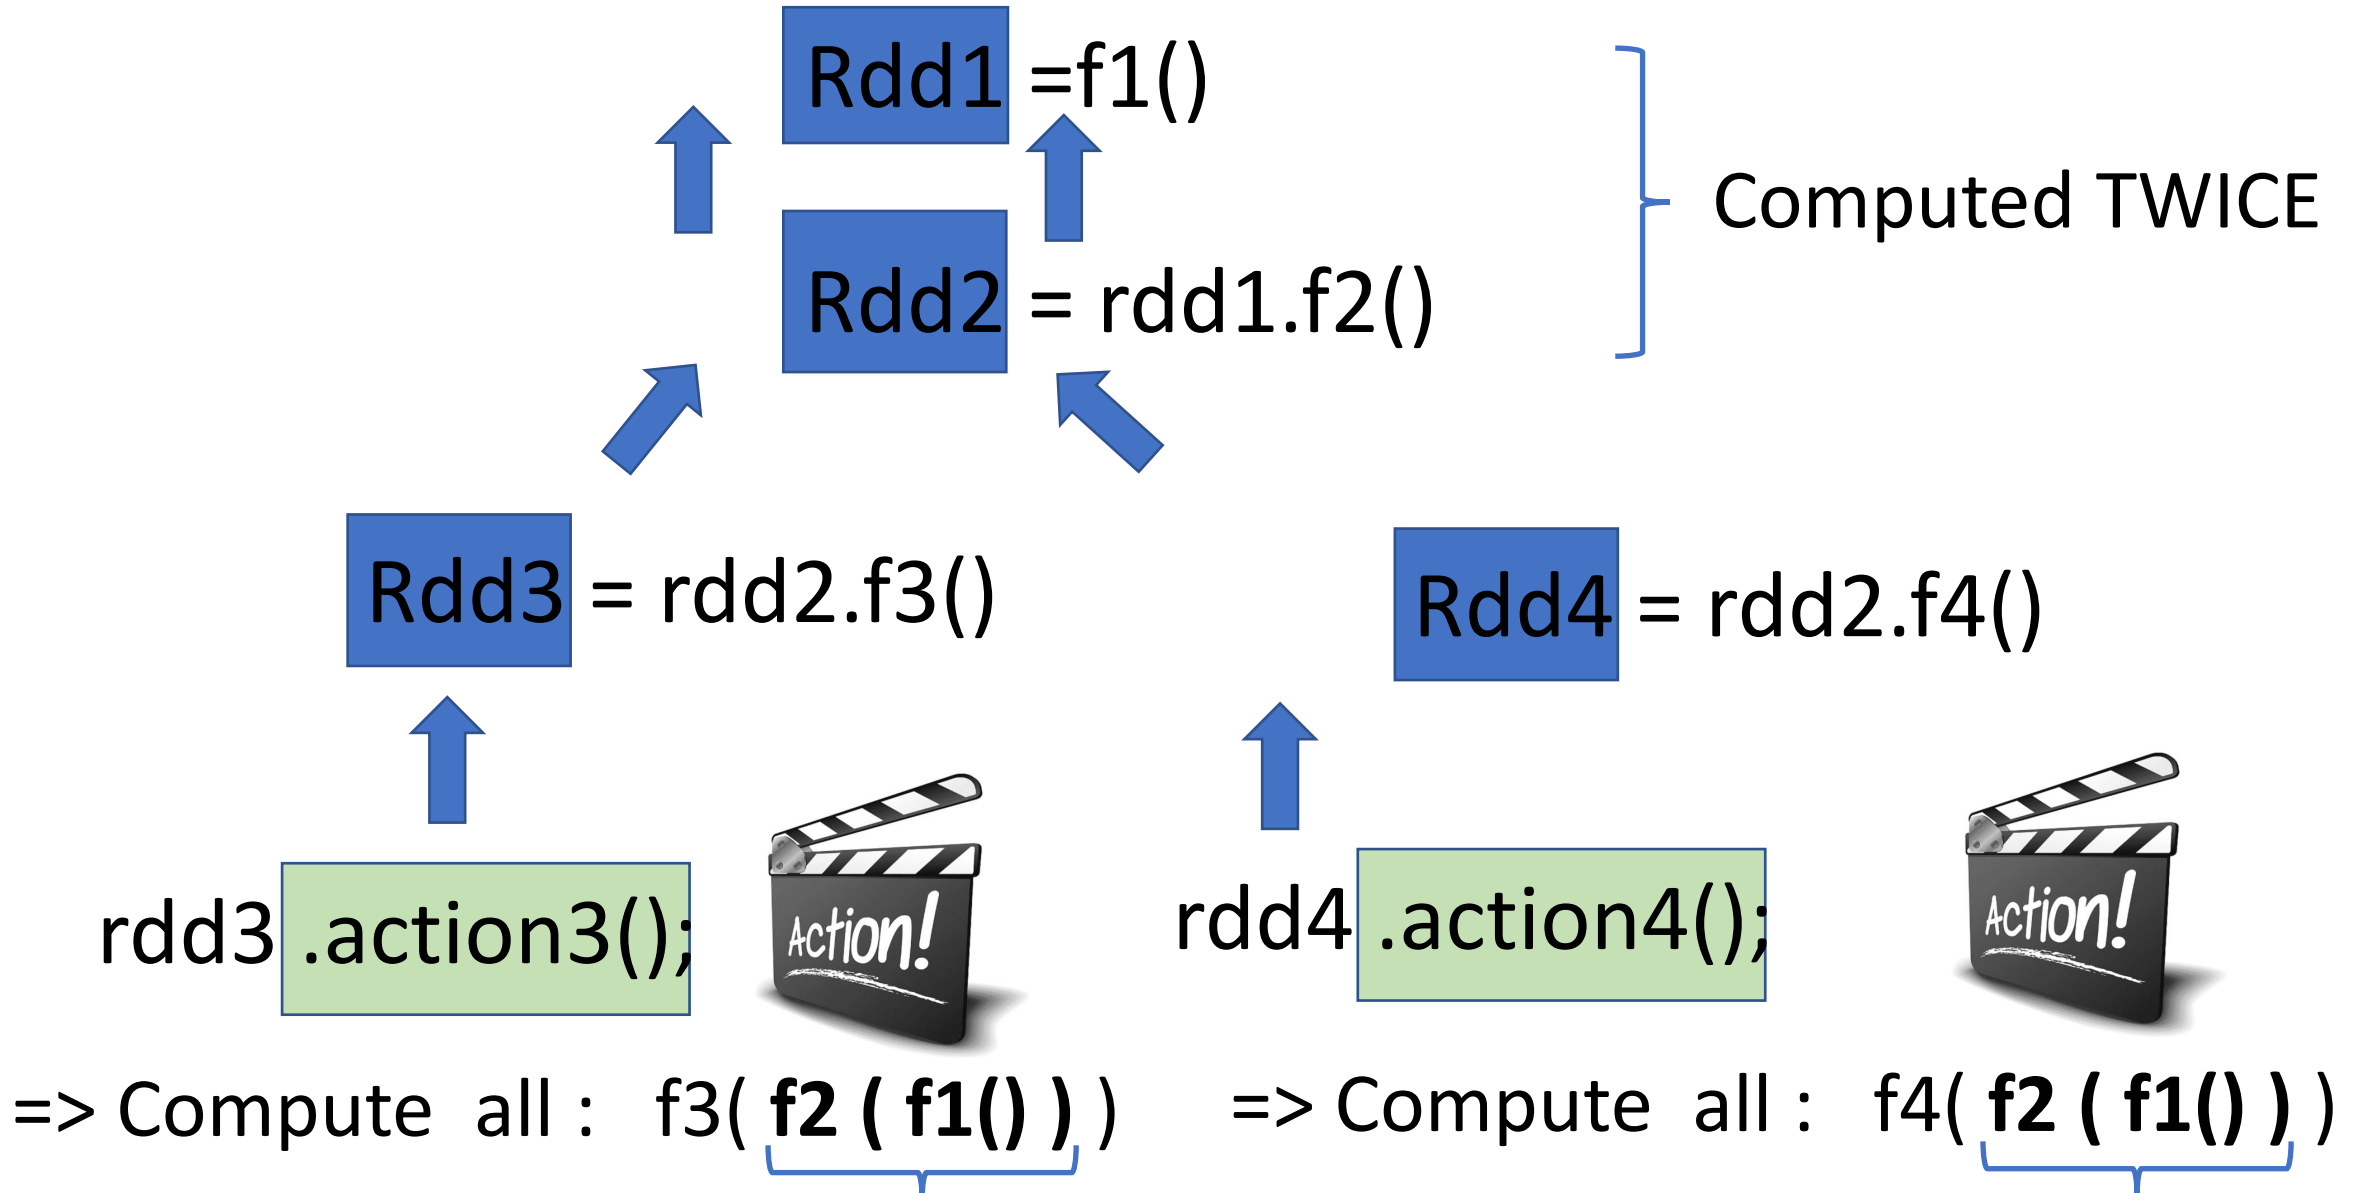 Rdd1 =f1()
Computed TWICE
Rdd2 = rdd1.f2()
Rdd3 = rdd2.f3()
Rdd4 = rdd2.f4()
rdd3 .action3();
Action!
rdd4 .action4();
Action!
=> Compute all : f3( f2 ( f1() ) )
=> Compute all : f4( f2 ( f1() ) )